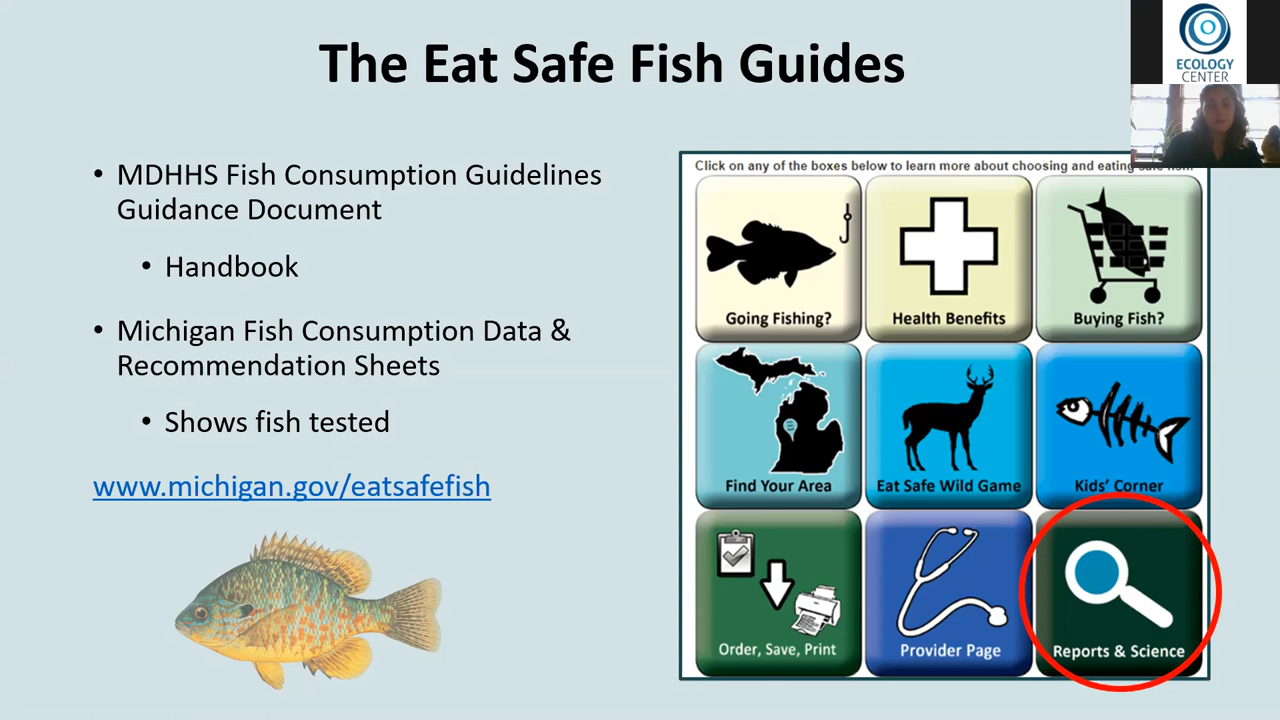 The Eat Safe Fish Guides
ECOLOGY
CENTER
• MDHHS Fish Consumption Guidelines
Guidance Document
• Handbook
• Michigan Fish Consumption Data &
Recommendation Sheets
• Shows fish tested
www.michigan.gov/eatsafefish
Click on any of the boxes below to learn more about choosing and eating safe fish.
Going Fishing?
Health Benefits
Buying Fish?
Find Your Area
Eat Safe Wild Game
Kids' Corner
Order, Save, Print
Provider Page
Reports & Science